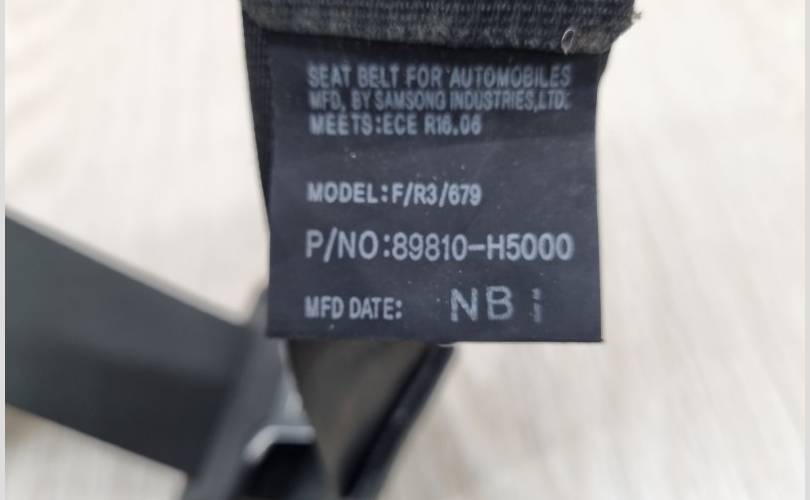 SEAT BELT FOR AUTOMOBILES
MFD, BY SAMSONG INDUSTRIES,LTD.
MEETS:ECE R16.06
MODEL:F/R3/679
P/NO:89810-H5000
MFD DATE: NB